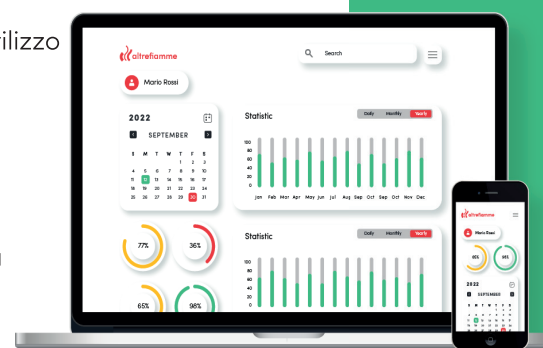 ilizzo
altrefiamme
Search
Mario Rossi
2022
SEPTEMBER
S M T W T F S
1 2 3
4 5 6 7 8 9 10
11 12 13 14 15 16 17
18 19 20 21 22 23 24
25 26 27 28 29 30 31
77%
36%
65%
98%
Statistic
Daily Monthly Yearly
100
80
60
40
20
0
Jan Feb Mar Apr May Jun Jul Aug Sep Oct Sep Oct Nov Dec
Statistic
Daily Monthly Yearly
100
80
60
40
20
0
altrefiamme
Mario Rossi
2022
SEPTEMBER
S M T W T F S